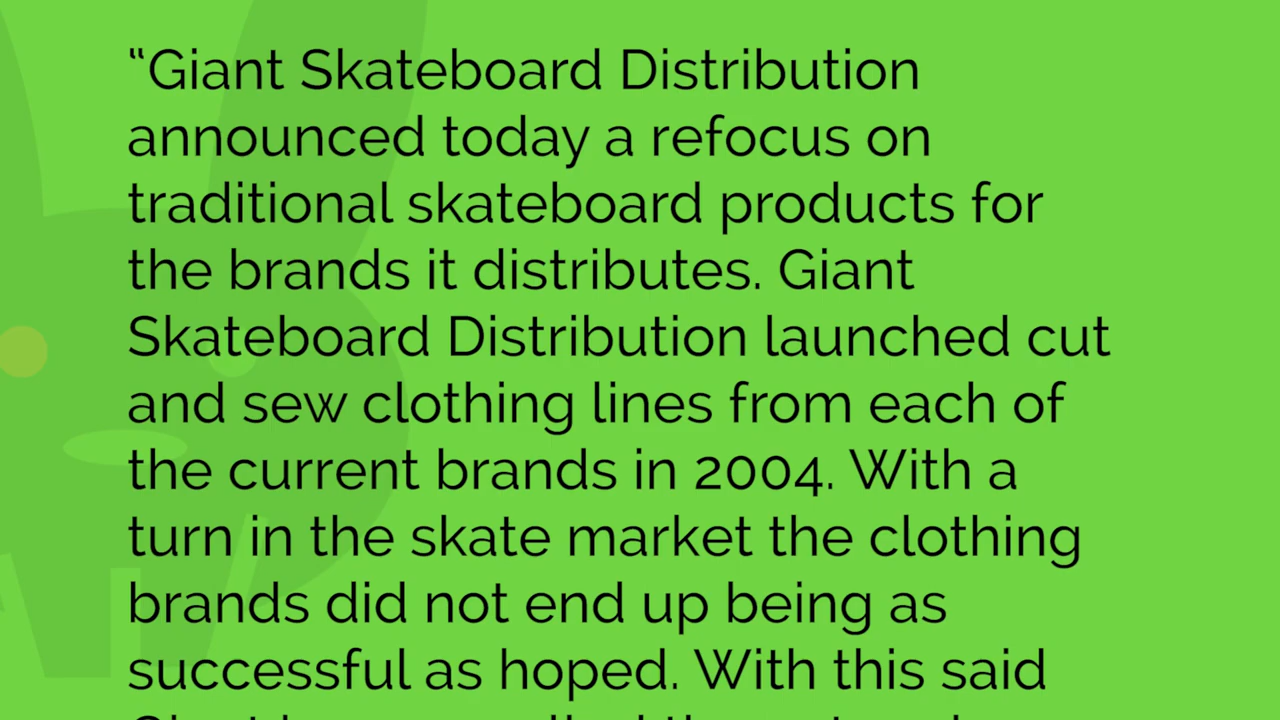 “Giant Skateboard Distribution
announced today a refocus on
traditional skateboard products for
the brands it distributes. Giant
Skateboard Distribution launched cut
and sew clothing lines from each of
the current brands in 2004. With a
turn in the skate market the clothing
brands did not end up being as
successful as hoped. With this said